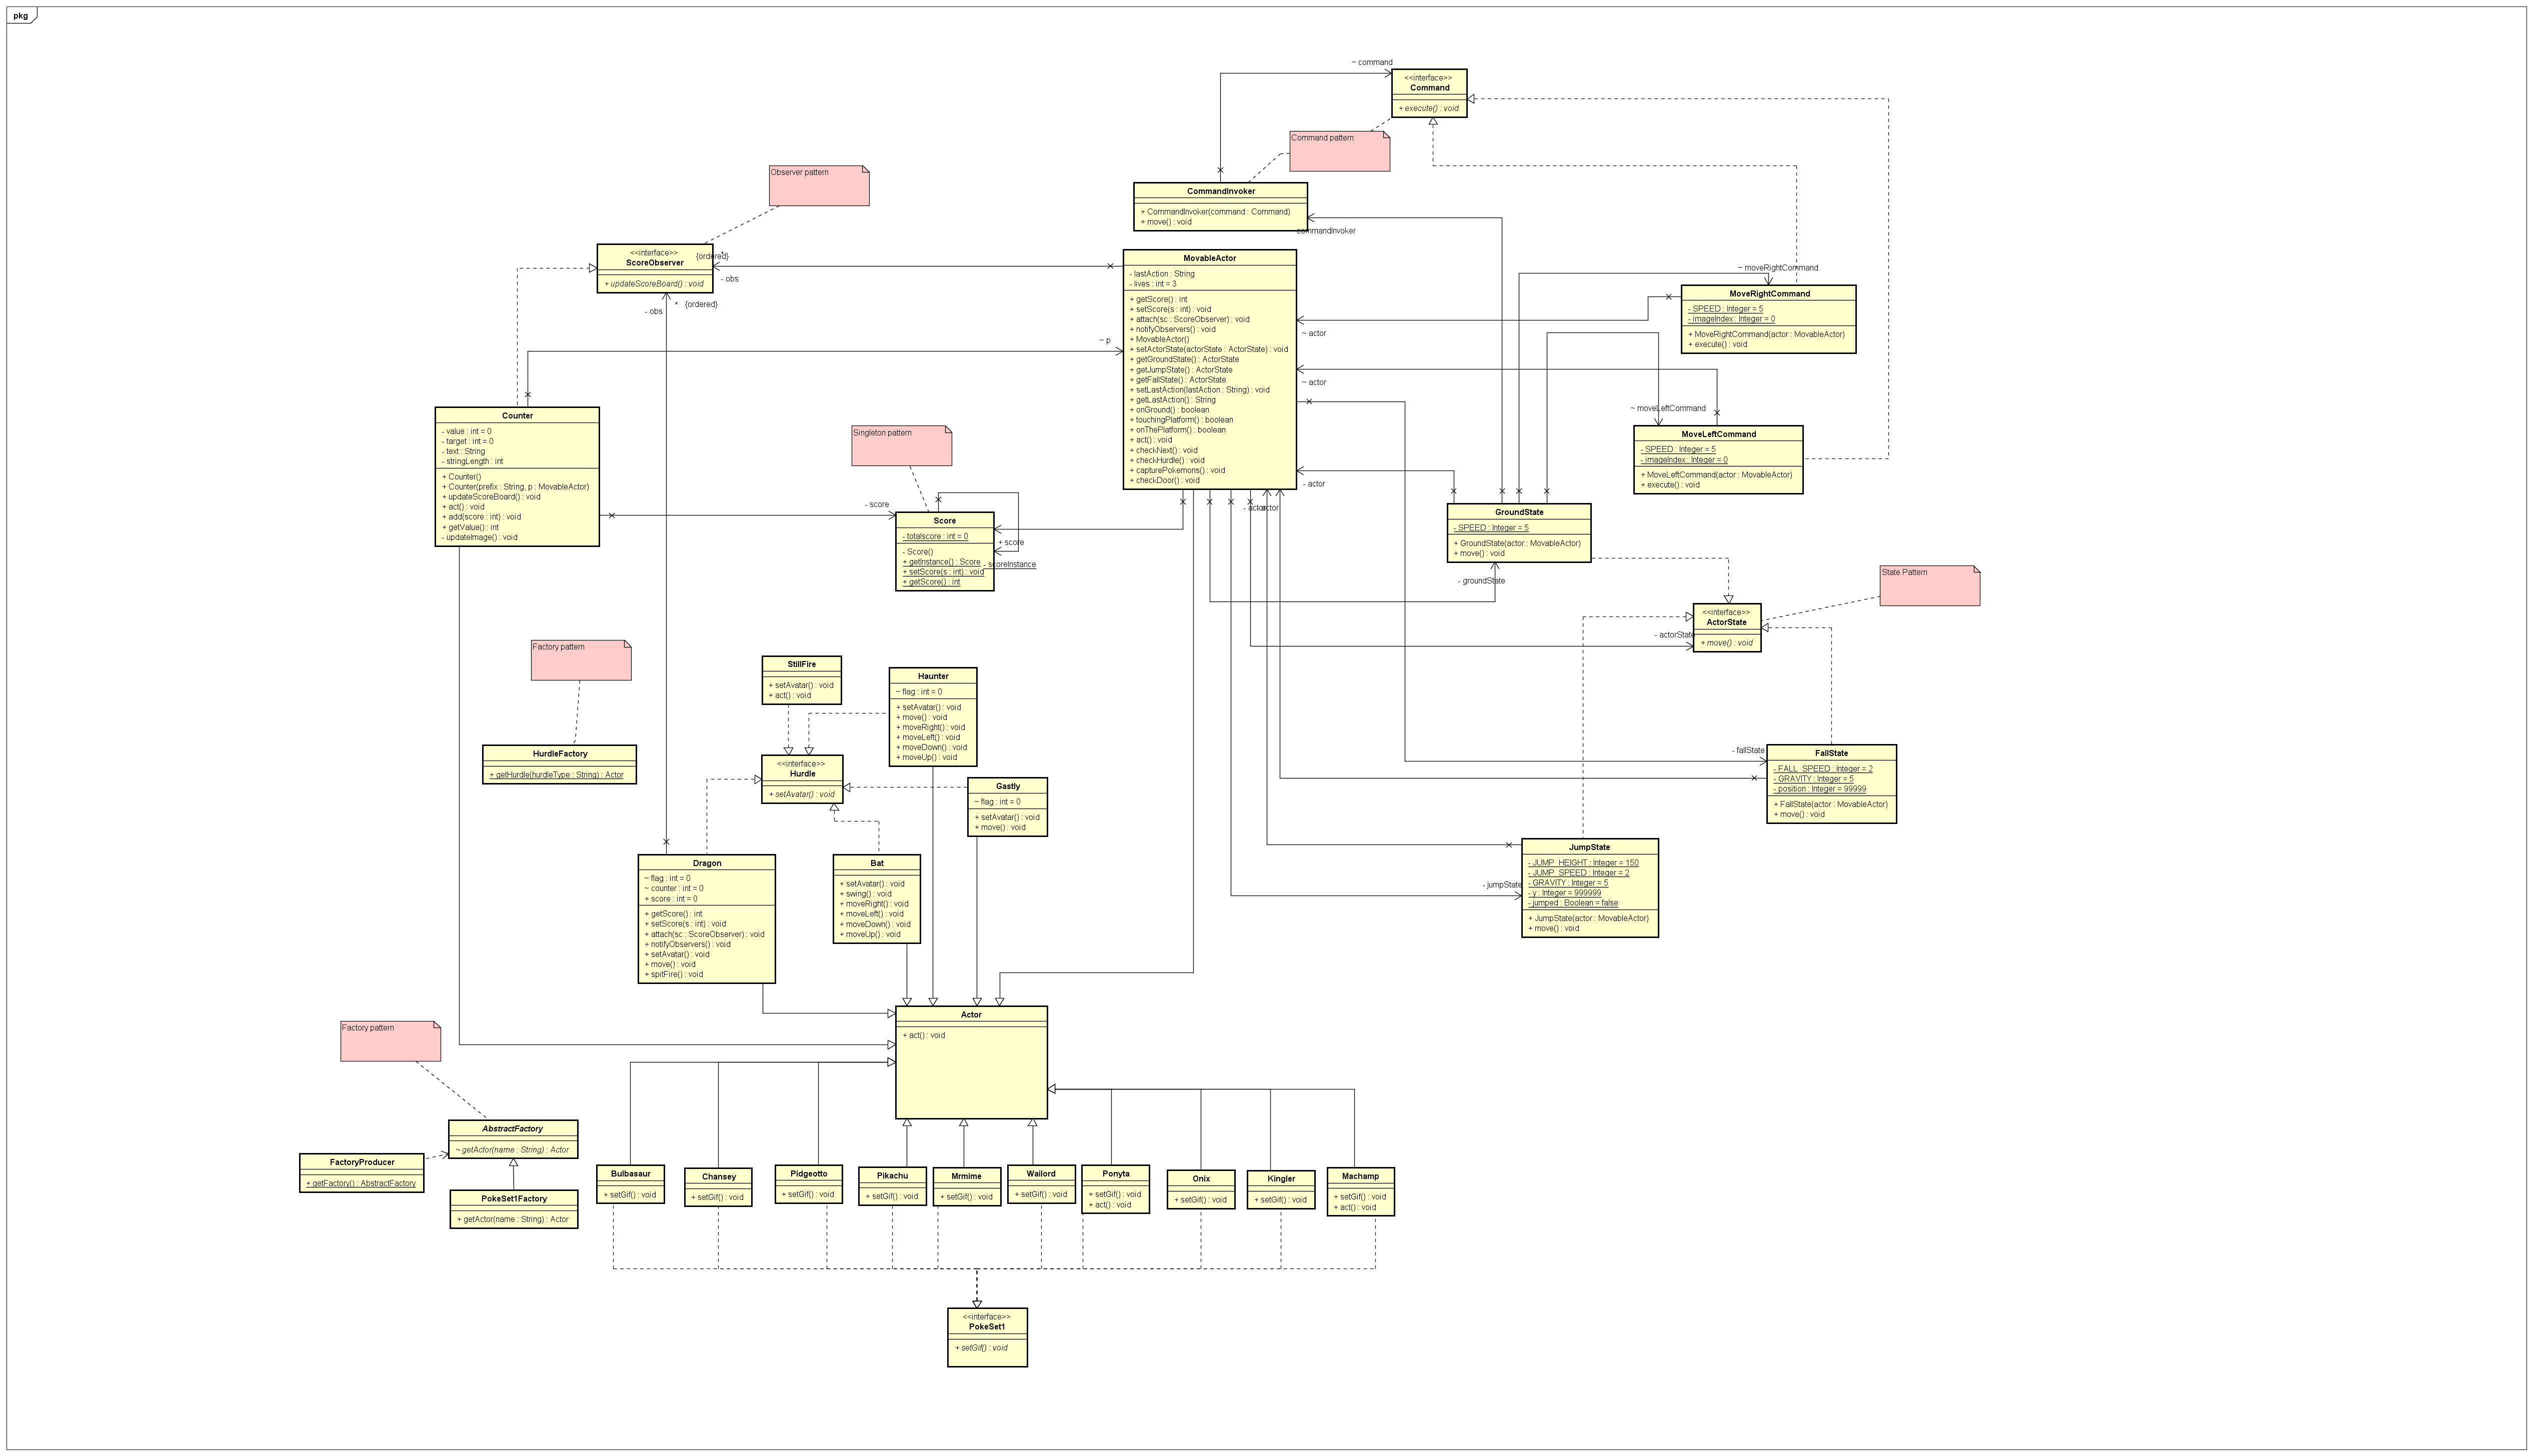 pkg
~ command
<<interface>>
Command
+ execute() : void
Command pattern
Observer pattern
CommandInvoker
+ CommandInvoker(command : Command)
+ move() : void
commandInvoker
<<interface>>
ScoreObserver
+ updateScoreBoard() : void
{ordered}
- obs
* {ordered}
- obs
MovableActor
- lastAction : String
- lives : int = 3
+ getScore() : int
+ setScore(s : int) : void
+ attach(sc : ScoreObserver) : void
+ notifyObservers() : void
+ MovableActor()
+ setActorState(actorState : ActorState) : void
+ getGroundState() : ActorState
+ getJumpState() : ActorState
+ getFallState() : ActorState
+ setLastAction(lastAction : String) : void
+ getLastAction() : String
+ onGround() : boolean
+ touchingPlatform() : boolean
+ onThePlatform() : boolean
+ act() : void
+ checkNext() : void
+ checkHurdle() : void
+ capturePokemons() : void
+ checkDoor() : void
~ moveRightCommand
MoveRightCommand
- SPEED : Integer = 5
- imageIndex : Integer = 0
+ MoveRightCommand(actor : MovableActor)
+ execute() : void
~ actor
~ p
~ actor
~ moveLeftCommand
MoveLeftCommand
- SPEED : Integer = 5
- imageIndex : Integer = 0
+ MoveLeftCommand(actor : MovableActor)
+ execute() : void
Counter
- value : int = 0
- target : int = 0
- text : String
- stringLength : int
+ Counter()
+ Counter(prefix : String, p : MovableActor)
+ updateScoreBoard() : void
+ act() : void
+ add(score : int) : void
+ getValue() : int
- updateImage() : void
Singleton pattern
- score
Score
- totalscore : int = 0
- Score()
+ getInstance() : Score
+ setScore(s : int) : void
+ getScore() : int
+ score
- scoreInstance
- actor
- actor
actor
GroundState
- SPEED : Integer = 5
+ GroundState(actor : MovableActor)
+ move() : void
- groundState
State Pattern
<<interface>>
ActorState
+ move() : void
- actorState
Factory pattern
HurdleFactory
+ getHurdle(hurdleType : String) : Actor
StillFire
+ setAvatar() : void
+ act() : void
Haunter
~ flag : int = 0
+ setAvatar() : void
+ move() : void
+ moveRight() : void
+ moveLeft() : void
+ moveDown() : void
+ moveUp() : void
<<interface>>
Hurdle
+ setAvatar() : void
Gastly
~ flag : int = 0
+ setAvatar() : void
+ move() : void
- fallState
FallState
- FALL_SPEED : Integer = 2
- GRAVITY : Integer = 5
- position : Integer = 99999
+ FallState(actor : MovableActor)
+ move() : void
Dragon
~ flag : int = 0
~ counter : int = 0
+ score : int = 0
+ getScore() : int
+ setScore(s : int) : void
+ attach(sc : ScoreObserver) : void
+ notifyObservers() : void
+ setAvatar() : void
+ move() : void
+ spitFire() : void
Bat
+ setAvatar() : void
+ swing() : void
+ moveRight() : void
+ moveLeft() : void
+ moveDown() : void
+ moveUp() : void
- jumpState
JumpState
- JUMP_HEIGHT : Integer = 150
- JUMP_SPEED : Integer = 2
- GRAVITY : Integer = 5
- y : Integer = 999999
- jumped : Boolean = false
+ JumpState(actor : MovableActor)
+ move() : void
Actor
+ act() : void
Factory pattern
AbstractFactory
~ getActor(name : String) : Actor
FactoryProducer
+ getFactory() : AbstractFactory
PokeSet1Factory
+ getActor(name : String) : Actor
Bulbasaur
+ setGif() : void
Chansey
+ setGif() : void
Pidgeotto
+ setGif() : void
Pikachu
+ setGif() : void
Mrmime
+ setGif() : void
Wailord
+ setGif() : void
Ponyta
+ setGif() : void
+ act() : void
Onix
+ setGif() : void
Kingler
+ setGif() : void
Machamp
+ setGif() : void
+ act() : void
<<interface>>
PokeSet1
+ setGif() : void